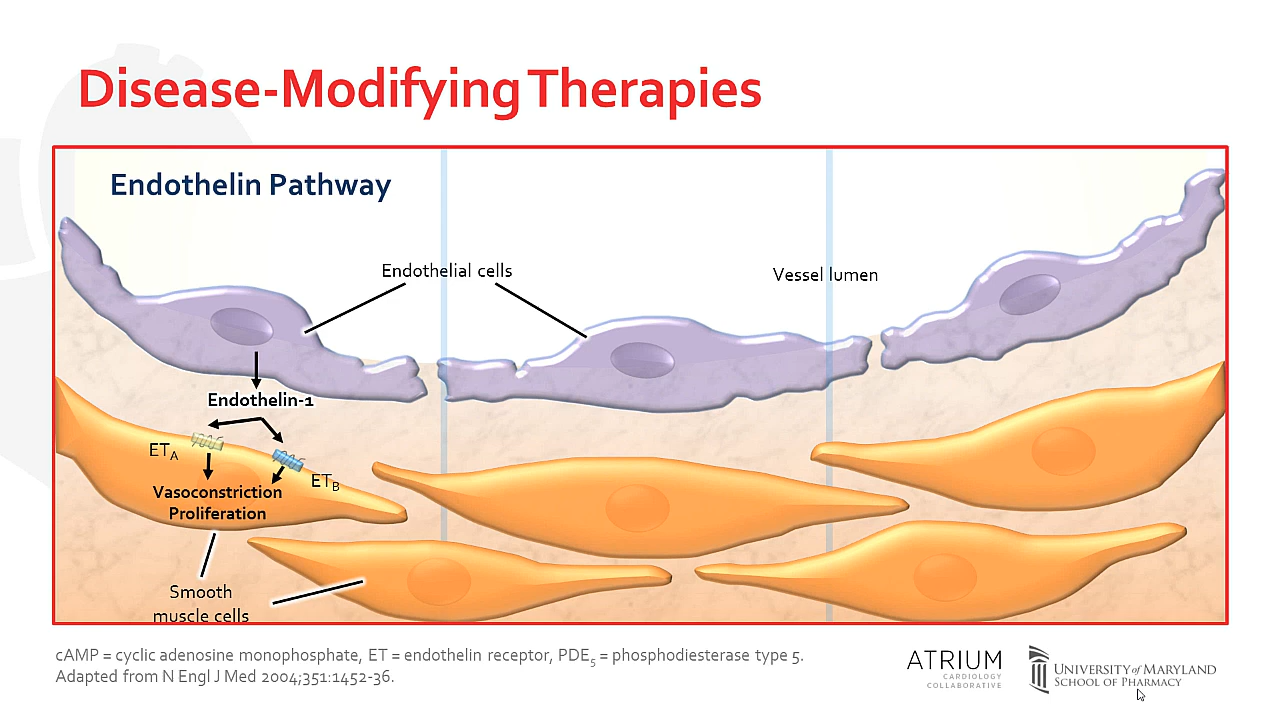 Disease-Modifying Therapies
Endothelin Pathway
Endothelial cells
Vessel lumen
Endothelin-1
ETA
ETB
Vasoconstriction
Proliferation
Smooth
muscle cells
cAMP = cyclic adenosine monophosphate, ET = endothelin receptor, PDE5 = phosphodiesterase type 5.
Adapted from N Engl J Med 2004;351:1452-36.
ATRIUM
CARDIOLOGY
COLLABORATIVE
UNIVERSITY of MARYLAND
SCHOOL OF PHARMACY